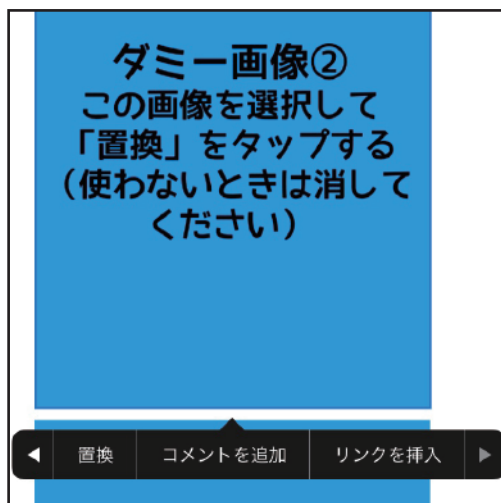 ダミー画像②
この画像を選択して
「置換」をタップする
（使わないときは消して
ください）
◀ 置換 コメントを追加 リンクを挿入 ▶